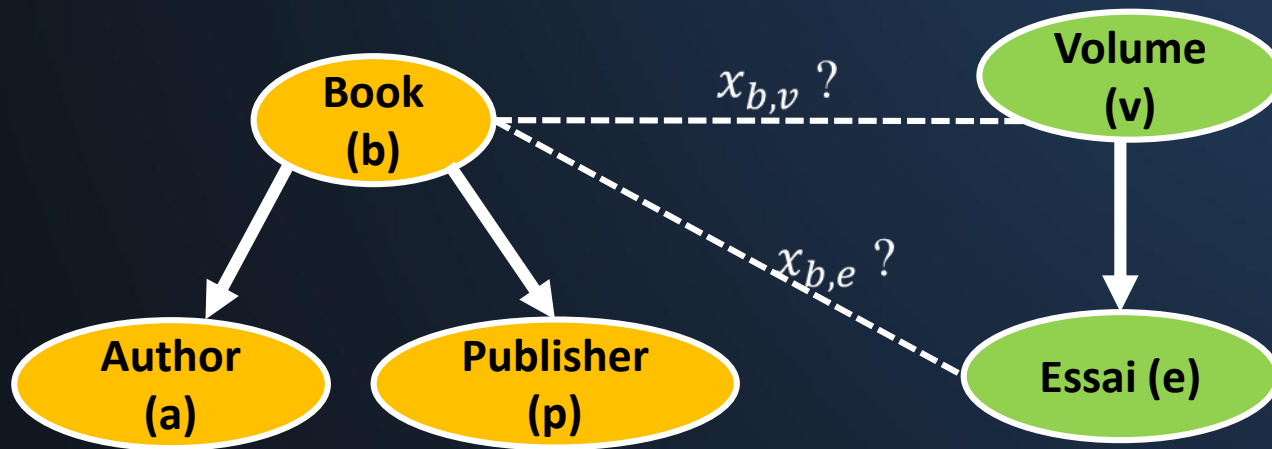 Book
(b)
x_{b,v} ?
Volume
(v)
x_{b,e} ?
Author
(a)
Publisher
(p)
Essai (e)